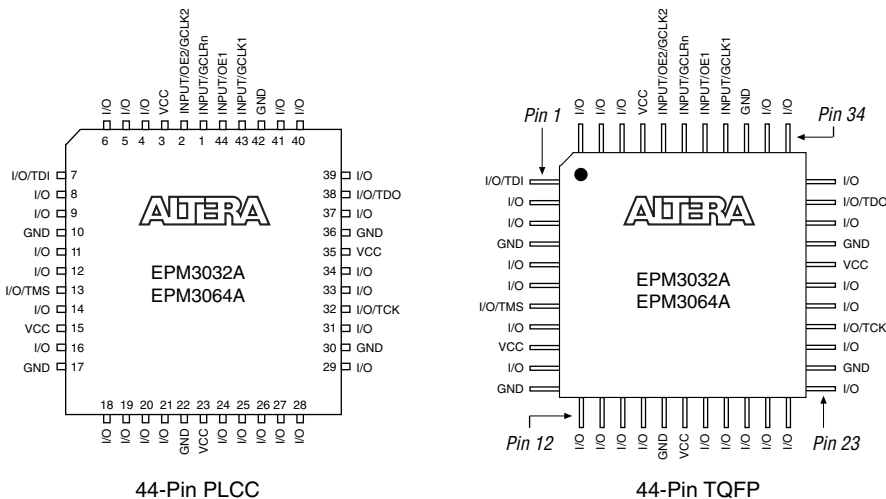 I/O
I/O
I/O
VCC
INPUT/OE2/GCLK2
INPUT/GCLRn
INPUT/OE1
INPUT/GCLK1
GND
I/O
I/O
6 5 4 3 2 1 44 43 42 41 40
I/O/TDI 7
I/O 8
I/O 9
GND 10
I/O 11
I/O 12
I/O/TMS 13
I/O 14
VCC 15
I/O 16
GND 17
ALTERA
EPM3032A
EPM3064A
39 I/O
38 I/O/TDO
37 I/O
36 GND
35 VCC
34 I/O
33 I/O
32 I/O/TCK
31 I/O
30 GND
29 I/O
18 19 20 21 22 23 24 25 26 27 28
I/O
I/O
I/O
I/O
GND
VCC
I/O
I/O
I/O
I/O
I/O
44-Pin PLCC
Pin 1
I/O
I/O
I/O
VCC
INPUT/OE2/GCLK2
INPUT/GCLRn
INPUT/OE1
INPUT/GCLK1
GND
I/O
I/O
Pin 34
I/O/TDI
I/O
I/O
GND
I/O
I/O
I/O/TMS
I/O
VCC
I/O
GND
ALTERA
EPM3032A
EPM3064A
I/O
I/O/TDO
I/O
GND
VCC
I/O
I/O
I/O/TCK
I/O
GND
I/O
Pin 12
I/O
I/O
I/O
I/O
GND
VCC
I/O
I/O
I/O
I/O
I/O
Pin 23
44-Pin TQFP